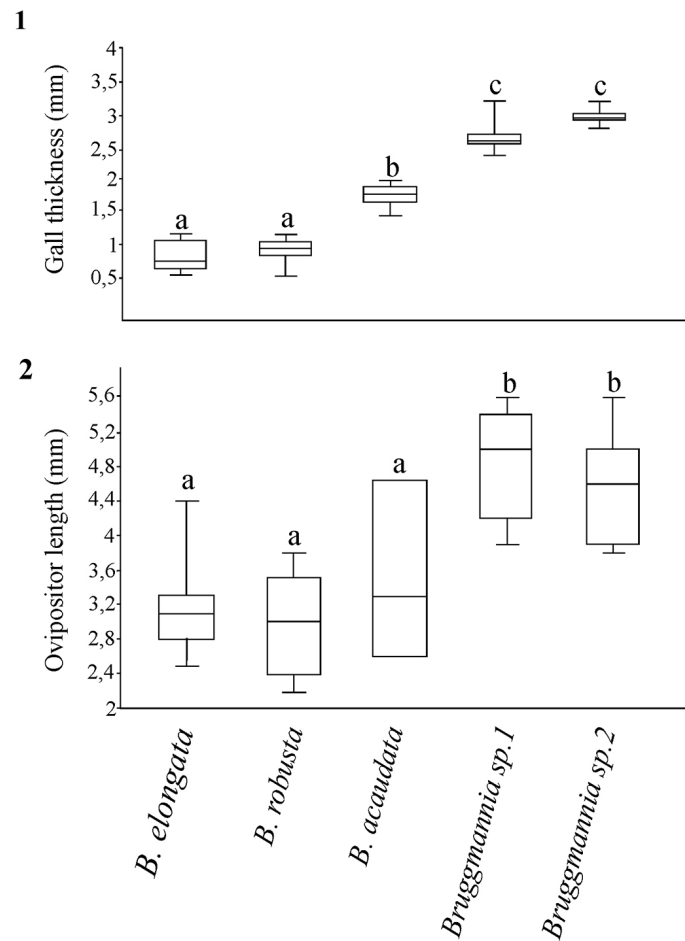 1
Gall thickness (mm)
4
3,5
3
2,5
2
1,5
1
0,5
a
a
b
c
c
2
Ovipositor length (mm)
5,6
5,2
4,8
4,4
4
3,6
3,2
2,8
2,4
2
a
a
a
b
b
B. elongata
B. robusta
B. acaudata
Bruggmannia sp.1
Bruggmannia sp.2